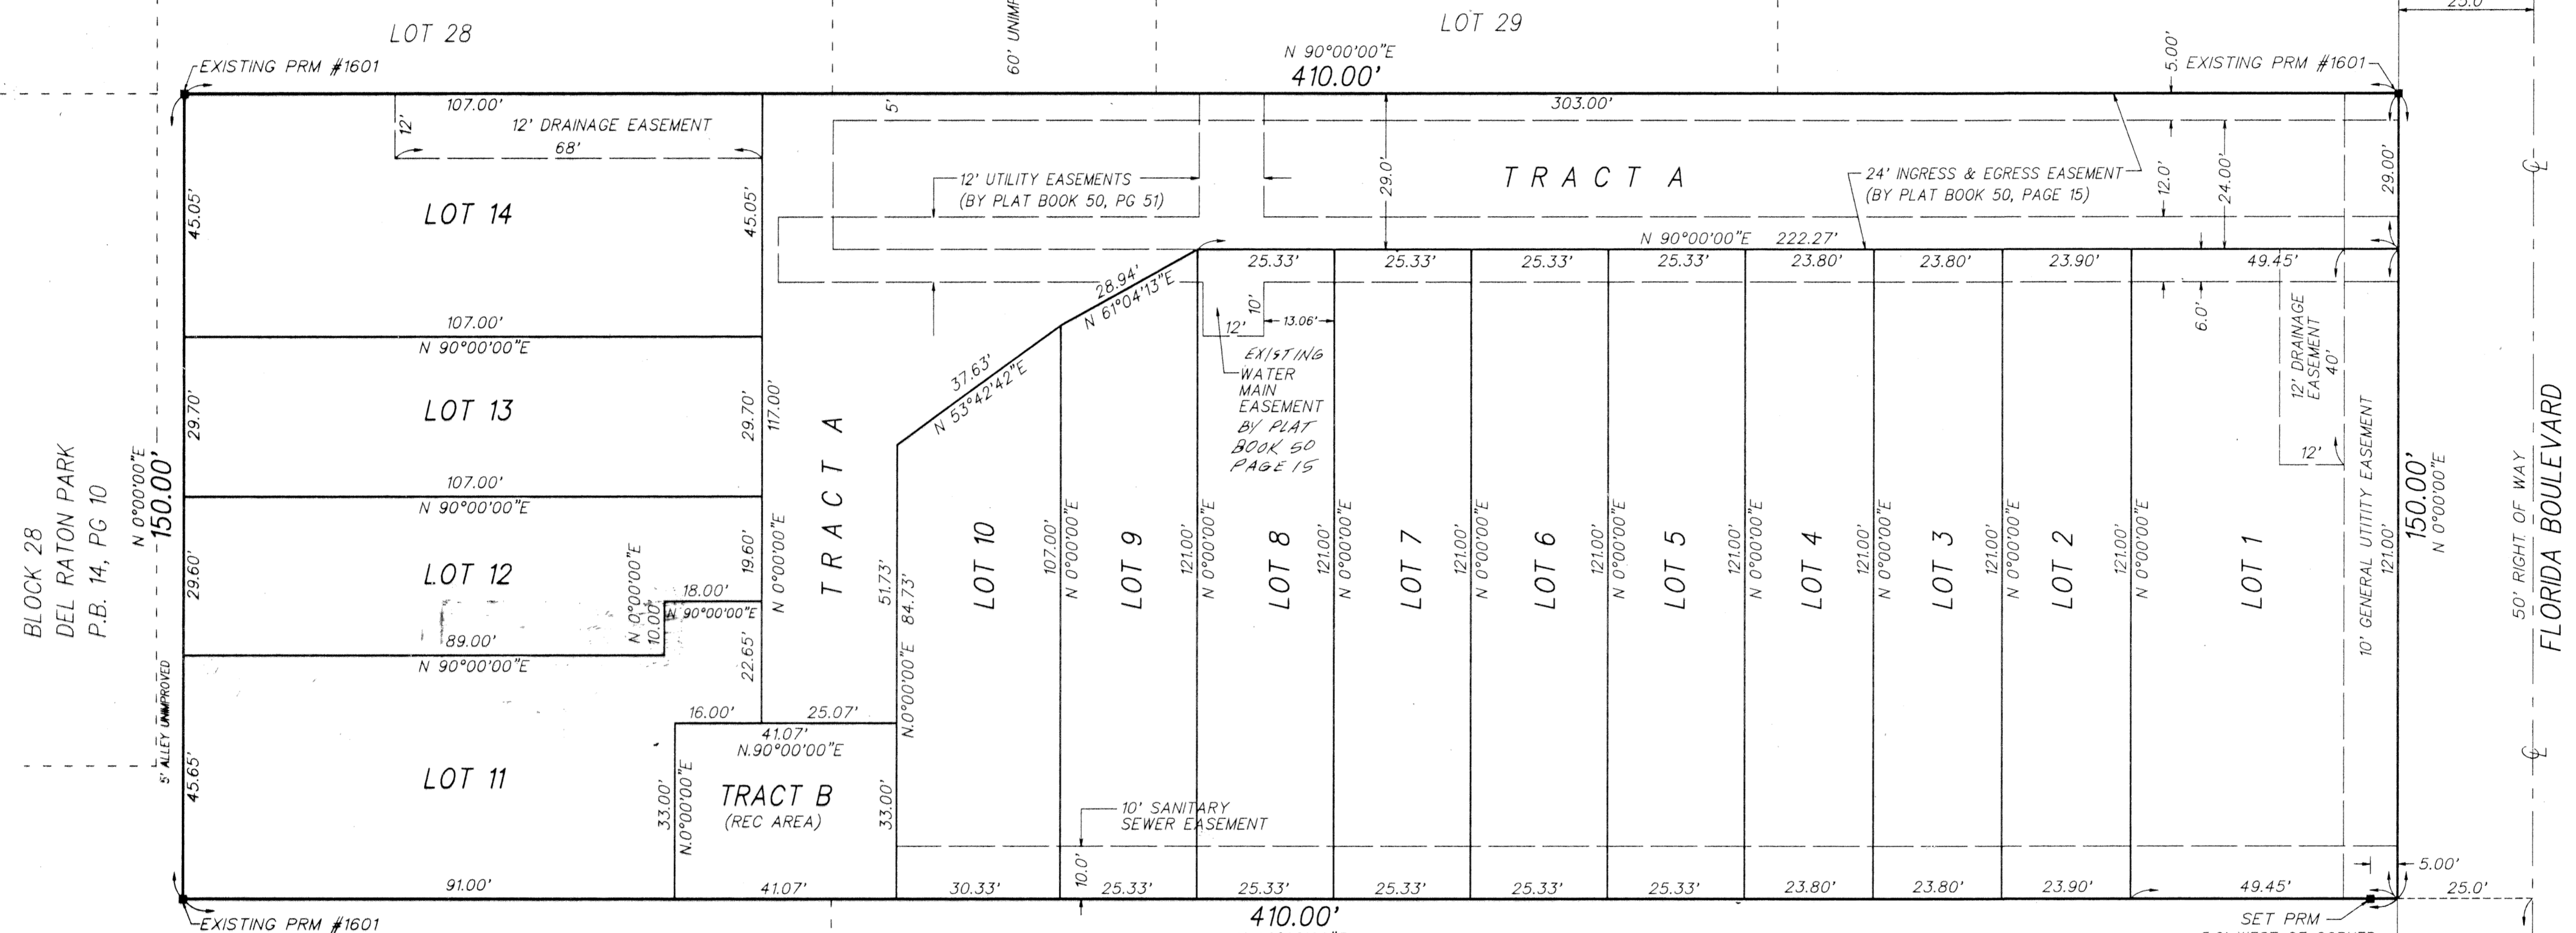 LOT 28
60' UNIMP
LOT 29
25.0'
EXISTING PRM #1601
N 90°00'00"E
410.00'
5.00'
EXISTING PRM #1601
107.00'
5'
303.00'
12'
12' DRAINAGE EASEMENT
68'
12' UTILITY EASEMENTS
(BY PLAT BOOK 50, PG 51)
29.0'
TRACT A
24' INGRESS & EGRESS EASEMENT
(BY PLAT BOOK 50, PAGE 15)
12.0'
24.00'
29.00'
45.05'
LOT 14
45.05'
N 90°00'00"E 222.27'
25.33'
25.33'
25.33'
25.33'
23.80'
23.80'
23.90'
49.45'
28.94'
N 61°04'13"E
10'
12'
13.06'
6.0'
12' DRAINAGE
EASEMENT
40'
12'
107.00'
N 90°00'00"E
37.63'
N 53°42'42"E
EXISTING
WATER
MAIN
EASEMENT
BY PLAT
BOOK 50
PAGE 15
29.70'
LOT 13
29.70'
117.00'
N 0°00'00"E
TRACT A
10' GENERAL UTITITY EASEMENT
BLOCK 28
DEL RATON PARK
P.B. 14, PG 10
N 0°00'00"E
150.00'
107.00'
N 90°00'00"E
29.60'
LOT 12
19.60'
18.00'
N 90°00'00"E
N 0°00'00"E
10.00'
89.00'
N 90°00'00"E
22.65'
51.73'
N.0°00'00"E 84.73'
LOT 10
107.00'
N 0°00'00"E
LOT 9
121.00'
N 0°00'00"E
LOT 8
121.00'
N 0°00'00"E
LOT 7
121.00'
N 0°00'00"E
LOT 6
121.00'
N 0°00'00"E
LOT 5
121.00'
N 0°00'00"E
LOT 4
121.00'
N 0°00'00"E
LOT 3
121.00'
N 0°00'00"E
LOT 2
121.00'
N 0°00'00"E
LOT 1
121.00'
150.00'
N 0°00'00"E
50' RIGHT OF WAY
FLORIDA BOULEVARD
5' ALLEY UNIMPROVED
16.00'
25.07'
41.07'
N.90°00'00"E
45.65'
LOT 11
33.00'
N.0°00'00"E
TRACT B
(REC AREA)
33.00'
10' SANITARY
SEWER EASEMENT
10.0'
5.00'
91.00'
41.07'
30.33'
25.33'
25.33'
25.33'
25.33'
25.33'
23.80'
23.80'
23.90'
49.45'
25.0'
EXISTING PRM #1601
410.00'
SET PRM